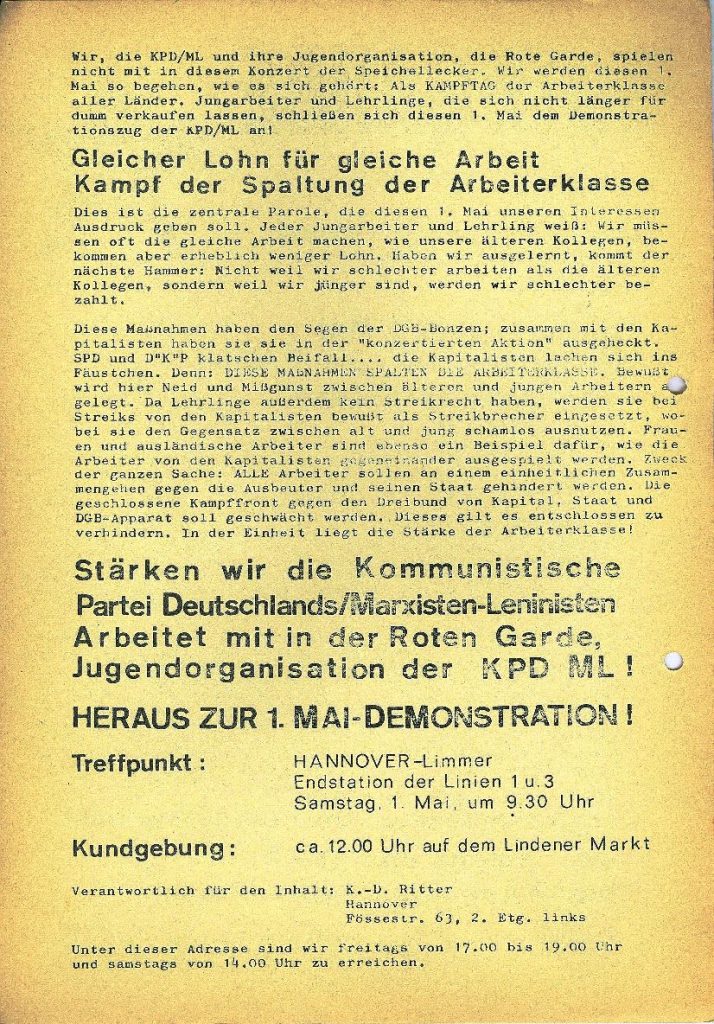 Wir, die KPD/ML und ihre Jugendorganisation, die Rote Garde, spielen
nicht mit in diesem Konzert der Speichellecker. Wir werden diesen 1.
Mai so begehen, wie es sich gehört: Als KAMPFTAG der Arbeiterklasse
aller Länder. Jungarbeiter und Lehrlinge, die sich nicht länger für
dumm verkaufen lassen, schließen sich diesen 1. Mai dem Demonstra-
tionszug der KPD/ML an!
Gleicher Lohn für gleiche Arbeit
Kampf der Spaltung der Arbeiterklasse
Dies ist die zentrale Parole, die diesen 1. Mai unseren Interessen
Ausdruck geben soll. Jeder Jungarbeiter und Lehrling weiß: Wir müs-
sen oft die gleiche Arbeit machen, wie unsere älteren Kollegen, be-
kommen aber erheblich weniger Lohn. Haben wir ausgelernt, kommt der
nächste Hammer: Nicht weil wir schlechter arbeiten als die älteren
Kollegen, sondern weil wir jünger sind, werden wir schlechter be-
zahlt.
Diese Maßnahmen haben den Segen der DGB-Bonzen; zusammen mit den Ka-
pitalisten haben sie sie in der "konzertierten Aktion" ausgeheckt.
SPD und D"K"P klatschen Beifall.... die Kapitalisten lachen sich ins
Fäustchen. Denn: DIESE MAßNAHMEN SPALTEN DIE ARBEITERKLASSE. Bewußt
wird hier Neid und Mißgunst zwischen älteren und jungen Arbeitern
gelegt. Da Lehrlinge außerdem kein Streikrecht haben, werden sie bei
Streiks von den Kapitalisten bewußt als Streikbrecher eingesetzt, wo-
bei sie den Gegensatz zwischen alt und jung schamlos ausnutzen. Frau-
en und ausländische Arbeiter sind ebenso ein Beispiel dafür, wie die
Arbeiter von den Kapitalisten gegeneinander ausgespielt werden. Zweck
der ganzen Sache: ALLE Arbeiter sollen an einem einheitlichen Zusam-
mengehen gegen die Ausbeuter und seinen Staat gehindert werden. Die
geschlossene Kampffront gegen den Dreibund von Kapital, Staat und
DGB-Apparat soll geschwächt werden. Dieses gilt es entschlossen zu
verhindern. In der Einheit liegt die Stärke der Arbeiterklasse!
Stärken wir die Kommunistische
Partei Deutschlands/Marxisten-Leninisten
Arbeitet mit in der Roten Garde,
Jugendorganisation der KPD ML !
HERAUS ZUR 1. MAI-DEMONSTRATION !
Treffpunkt : HANNOVER-Limmer
Endstation der Linien 1 u. 3
Samstag, 1. Mai, um 9.30 Uhr
Kundgebung : ca. 12.00 Uhr auf dem Lindener Markt
Verantwortlich für den Inhalt: K.-D. Ritter
Hannover
Fössestr. 63, 2. Etg. links
Unter dieser Adresse sind wir freitags von 17.00 bis 19.00 Uhr
und samstags von 14.00 Uhr zu erreichen.